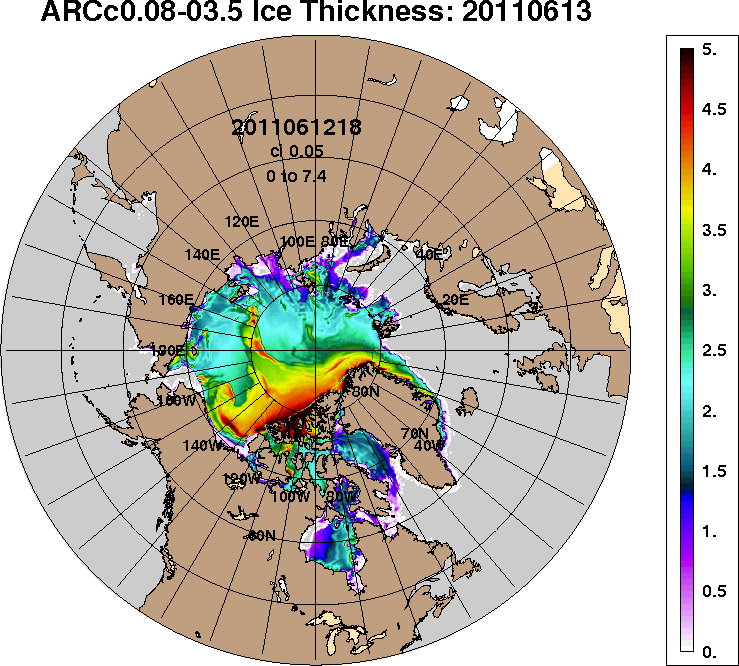 ARCc0.08-03.5 Ice Thickness: 20110613
5.
4.5
4.
3.5
3.
2.5
2.
1.5
1.
0.5
0.
2011061218
ci 0.05
0 to 7.4
120E
100E 80E
140E
40E
160E
20E
180E
160W
80N
140W
70N
40W
120W
100W 80W
60N